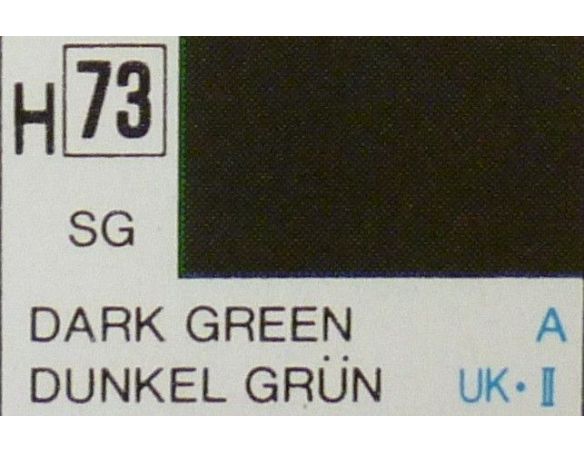 H 73
SG
DARK GREEN A
DUNKEL GRÜN UK・Ⅱ